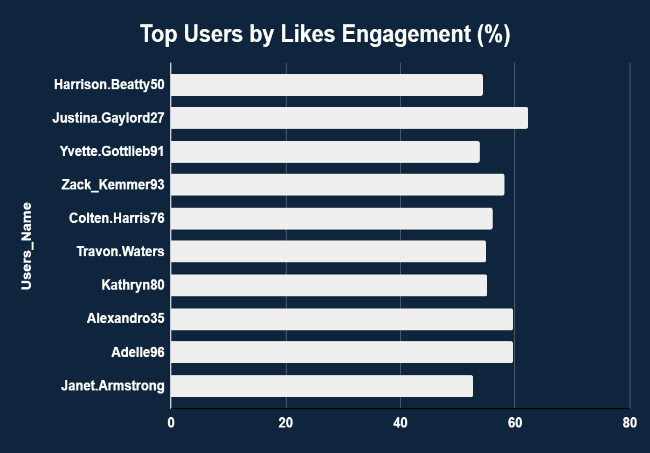 Top Users by Likes Engagement (%)
Users_Name
Harrison.Beatty50
Justina.Gaylord27
Yvette.Gottlieb91
Zack_Kemmer93
Colten.Harris76
Travon.Waters
Kathryn80
Alexandro35
Adelle96
Janet.Armstrong
0 20 40 60 80